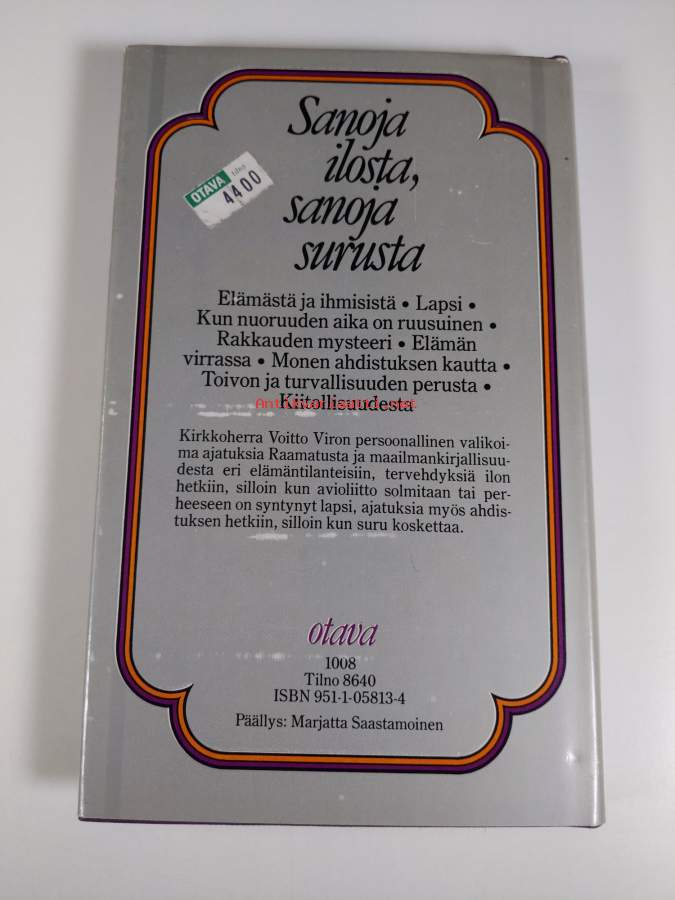 Sanoja
ilosta,
sanoja
surusta
OTAVA
4400
Elämästä ja ihmisistä • Lapsi •
Kun nuoruuden aika on ruusuinen •
Rakkauden mysteeri • Elämän
virrassa • Monen ahdistuksen kautta •
Toivon ja turvallisuuden perusta •
Kiitollisuudesta
Kirkkoherra Voitto Viron persoonallinen valikoi-
ma ajatuksia Raamatusta ja maailmankirjallisuu-
desta eri elämäntilanteisiin, tervehdyksiä ilon
hetkiin, silloin kun avioliitto solmitaan tai per-
heeseen on syntynyt lapsi, ajatuksia myös ahdis-
tuksen hetkiin, silloin kun suru koskettaa.
otava
1008
Tilno 8640
ISBN 951-1-05813-4
Päällys: Marjatta Saastamoinen